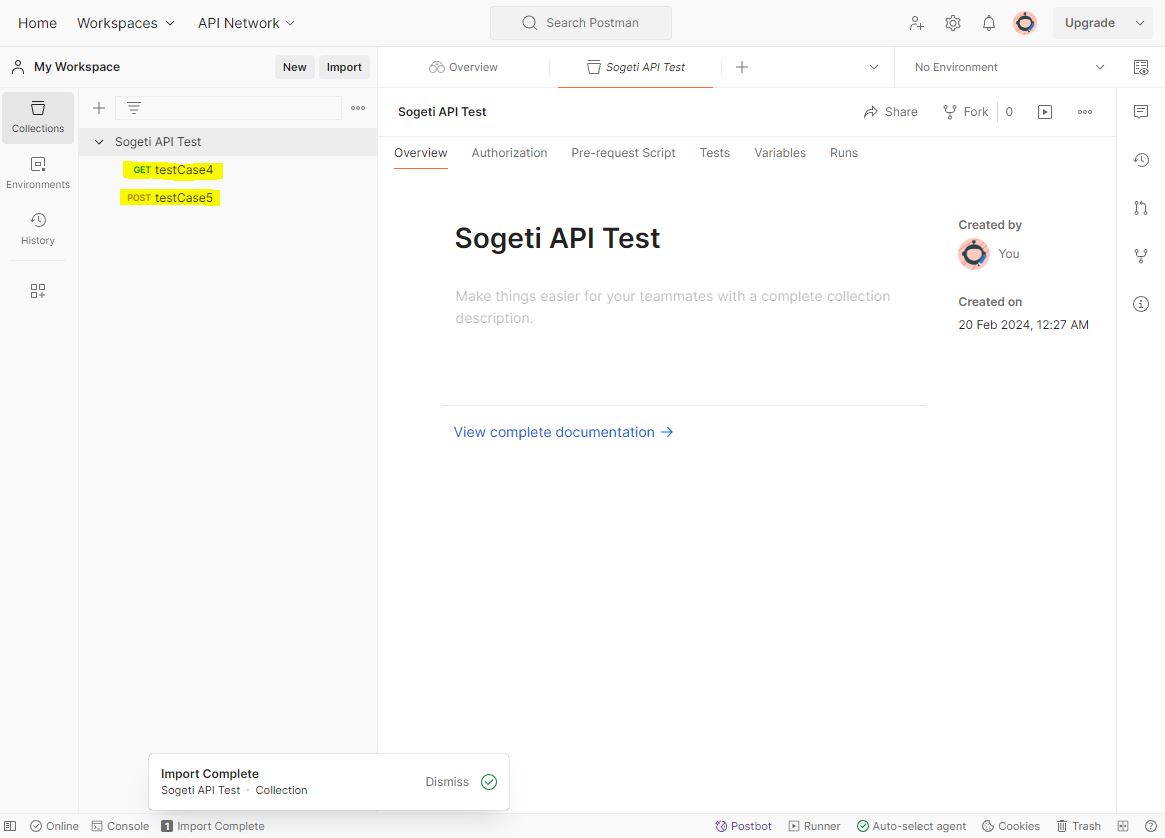 Home Workspaces API Network Search Postman Upgrade
My Workspace New Import Overview Sogeti API Test No Environment
Collections
Environments
History
Sogeti API Test
GET testCase4
POST testCase5
Sogeti API Test Share Fork 0
Overview Authorization Pre-request Script Tests Variables Runs
Sogeti API Test
Make things easier for your teammates with a complete collection
description.
View complete documentation →
Created by
You
Created on
20 Feb 2024, 12:27 AM
Import Complete
Sogeti API Test · Collection
Dismiss
Online Console 1 Import Complete Postbot Runner Auto-select agent Cookies Trash